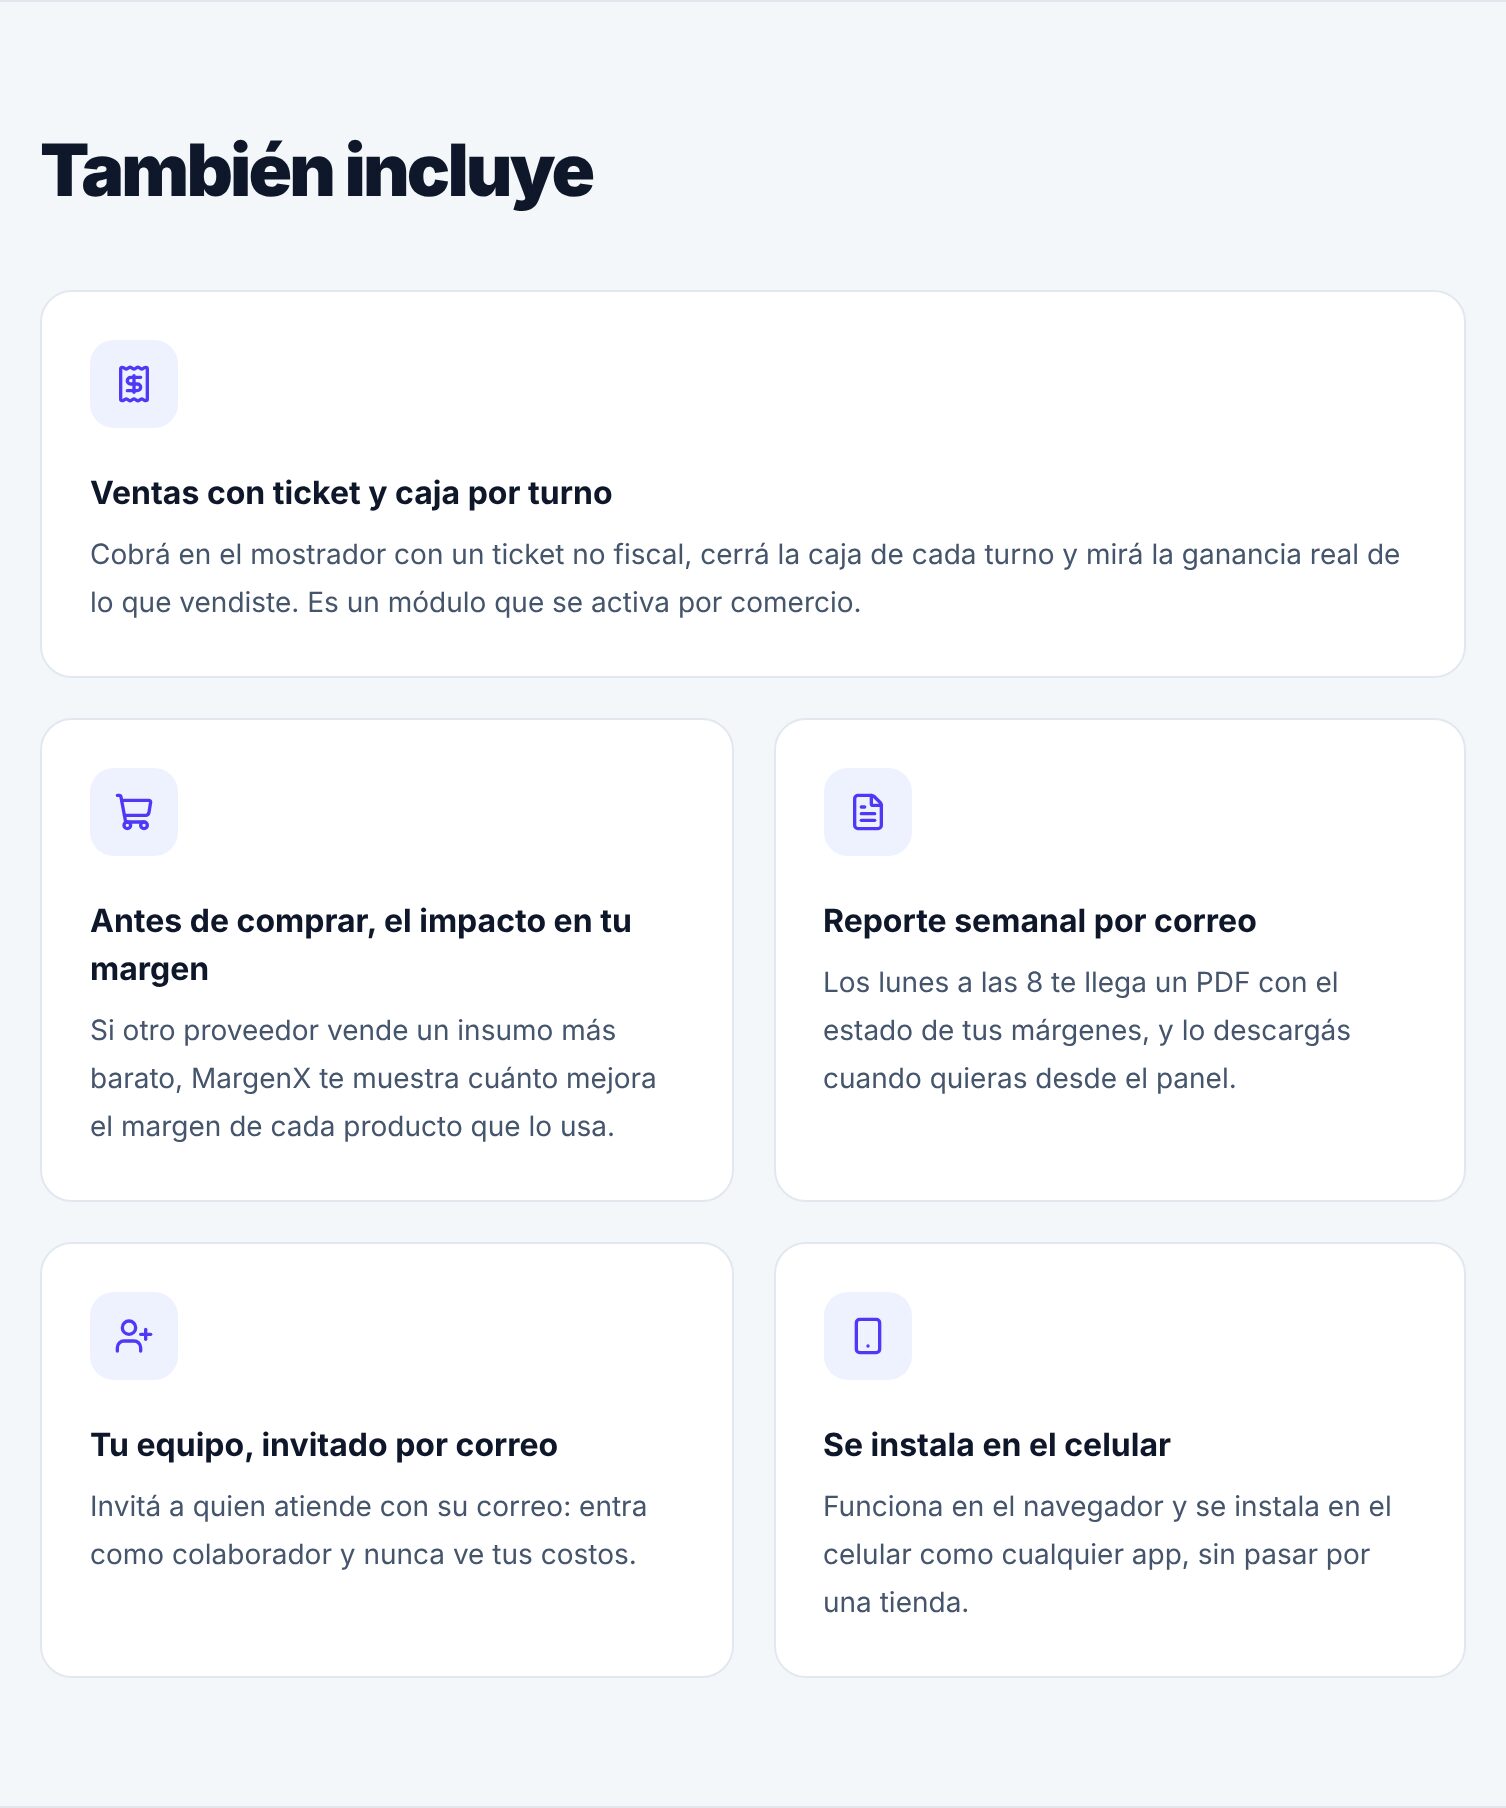 También incluye
Ventas con ticket y caja por turno
Cobrá en el mostrador con un ticket no fiscal, cerrá la caja de cada turno y mirá la ganancia real de
lo que vendiste. Es un módulo que se activa por comercio.
Antes de comprar, el impacto en tu
margen
Si otro proveedor vende un insumo más
barato, MargenX te muestra cuánto mejora
el margen de cada producto que lo usa.
Reporte semanal por correo
Los lunes a las 8 te llega un PDF con el
estado de tus márgenes, y lo descargás
cuando quieras desde el panel.
Tu equipo, invitado por correo
Invitá a quien atiende con su correo: entra
como colaborador y nunca ve tus costos.
Se instala en el celular
Funciona en el navegador y se instala en el
celular como cualquier app, sin pasar por
una tienda.